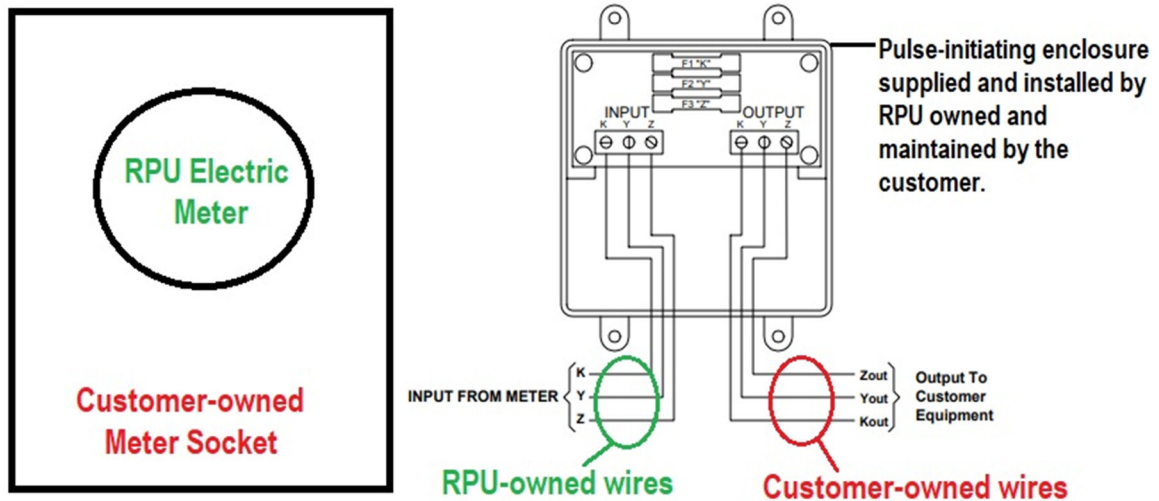 RPU Electric
Meter
Customer-owned
Meter Socket
F1 "K"
F2 "Y"
F3 "Z"
INPUT
OUTPUT
K Y Z
K Y Z
Pulse-initiating enclosure
supplied and installed by
RPU owned and
maintained by the
customer.
INPUT FROM METER
K
Y
Z
Zout
Yout
Kout
Output To
Customer
Equipment
RPU-owned wires
Customer-owned wires